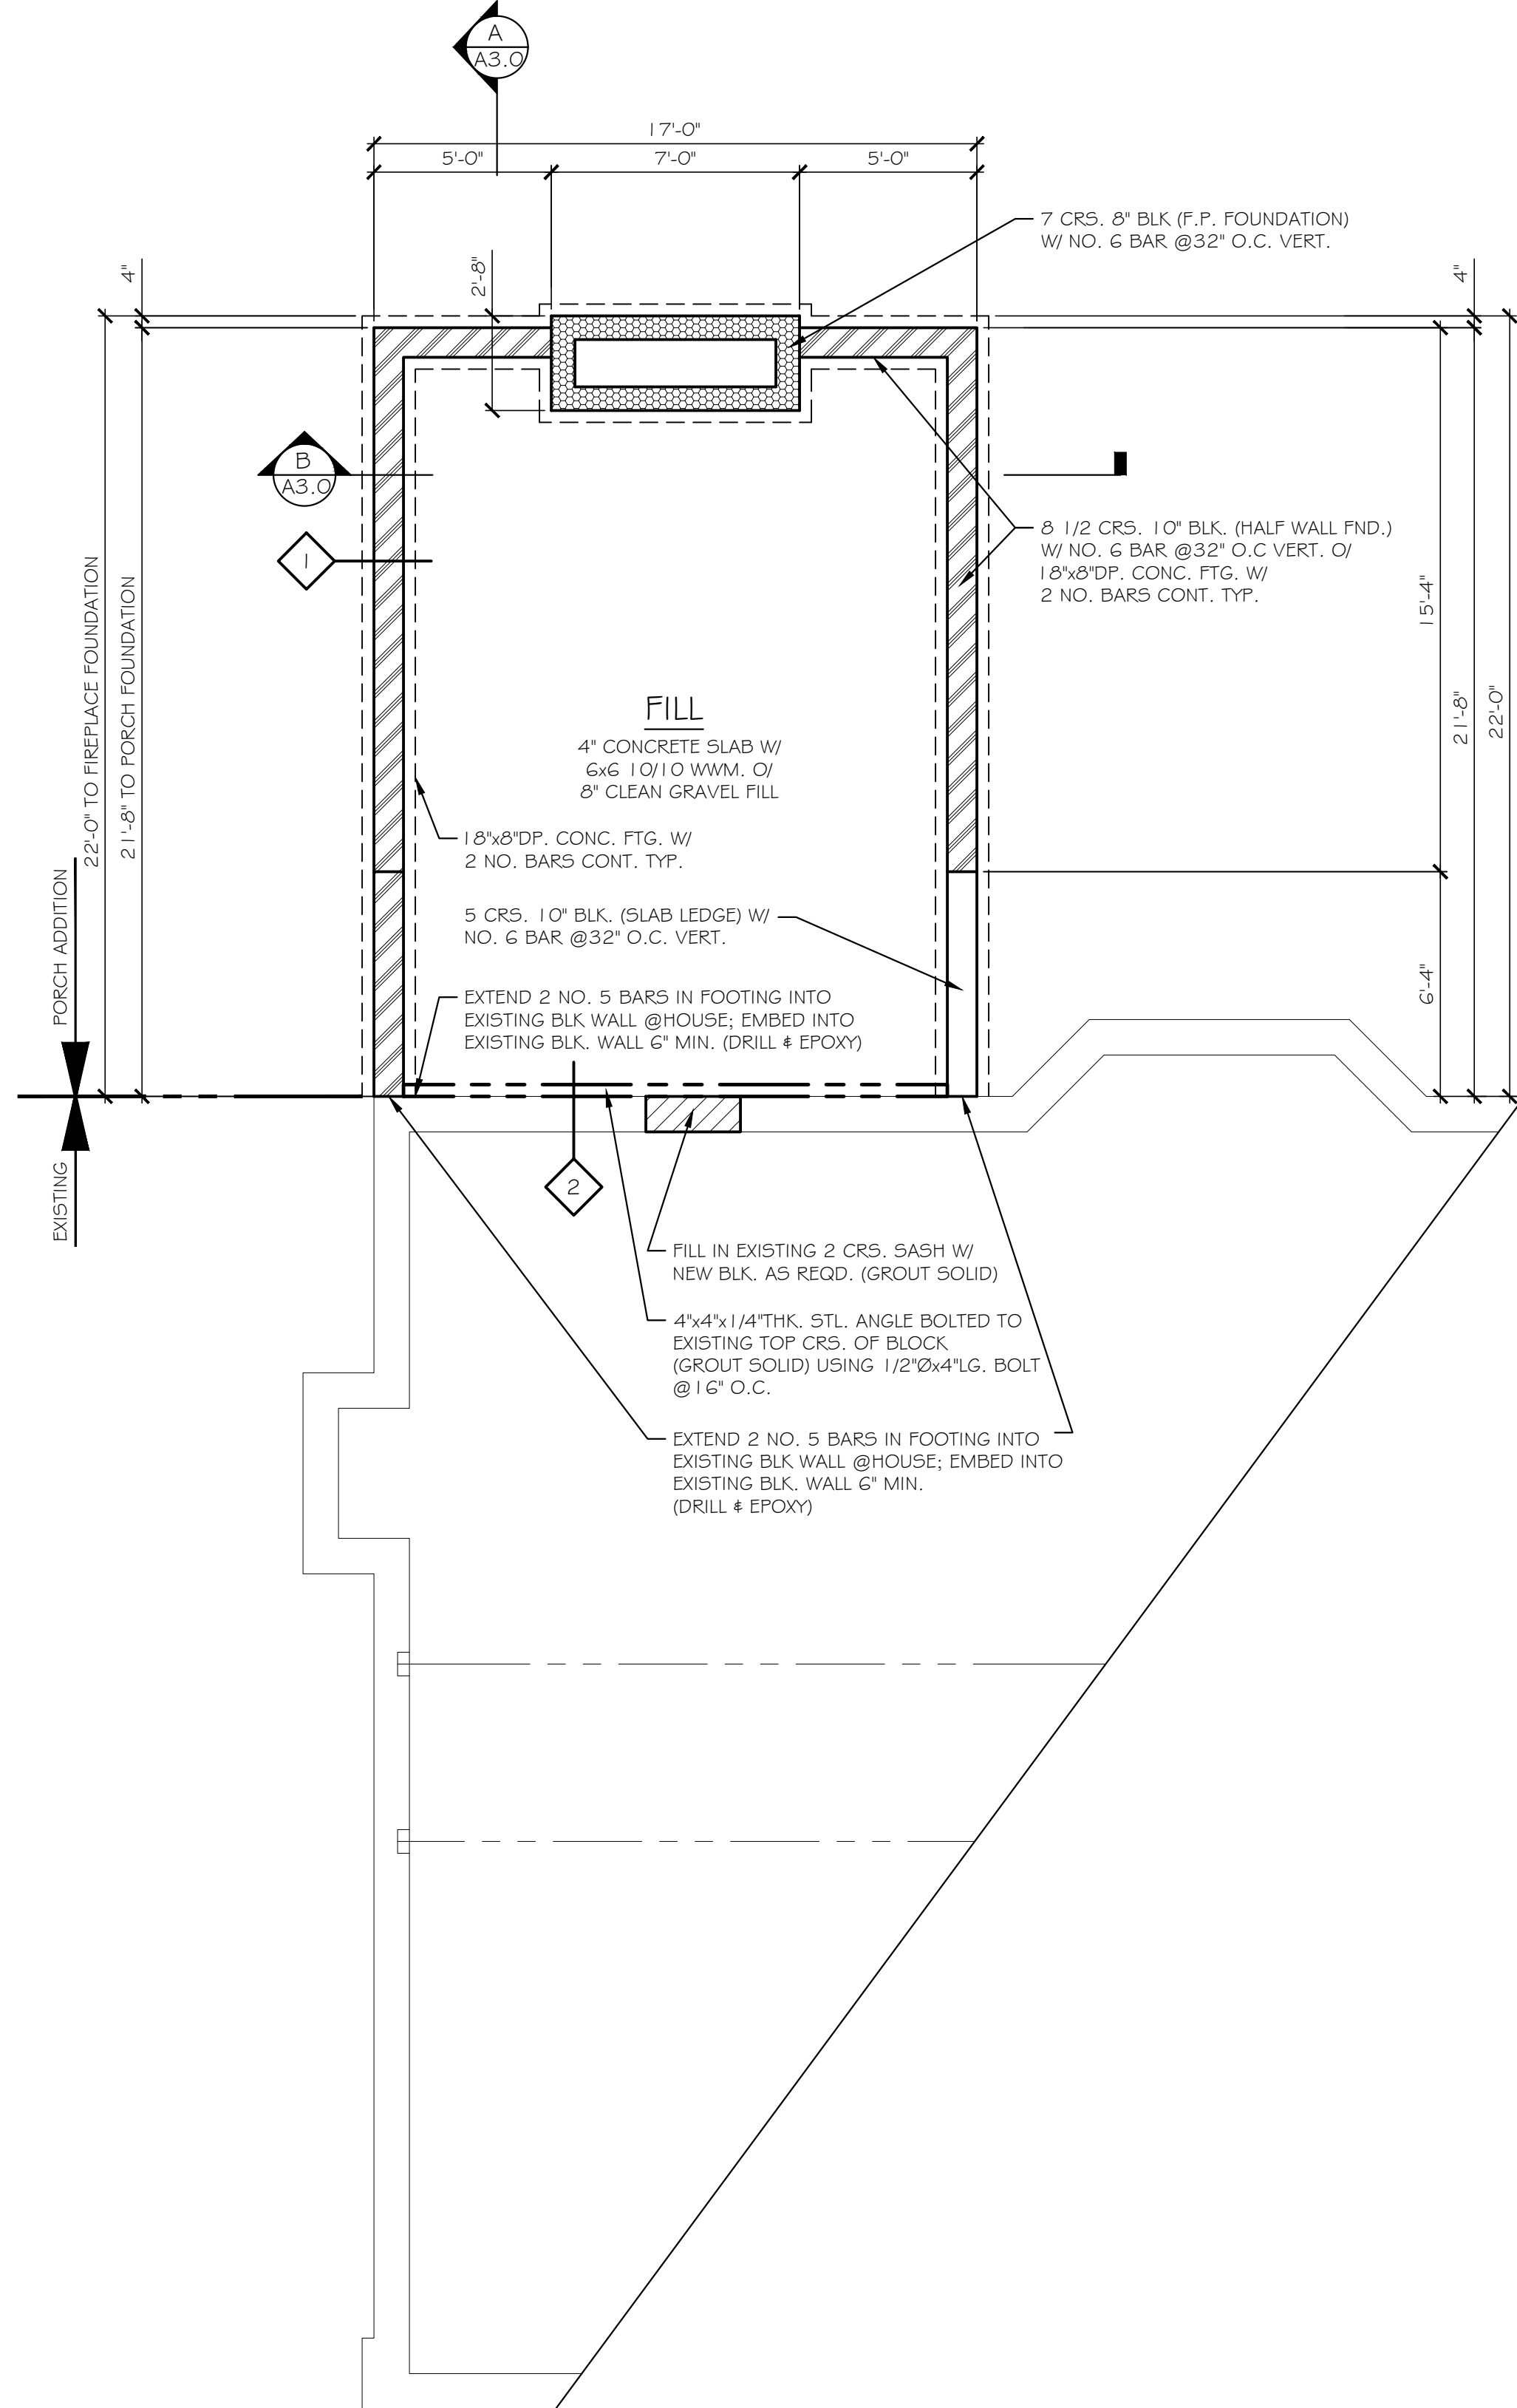 A
A3.0
17'-0"
5'-0"
7'-0"
5'-0"
7 CRS. 8" BLK (F.P. FOUNDATION)
W/ NO. 6 BAR @32" O.C. VERT.
4"
2'-8"
4"
B
A3.0
1
8 1/2 CRS. 10" BLK. (HALF WALL FND.)
W/ NO. 6 BAR @32" O.C VERT. O/
18"x8"DP. CONC. FTG. W/
2 NO. BARS CONT. TYP.
22'-0" TO FIREPLACE FOUNDATION
21'-8" TO PORCH FOUNDATION
15'-4"
21'-8"
22'-0"
6'-4"
FILL
4" CONCRETE SLAB W/
6x6 10/10 WWM. O/
8" CLEAN GRAVEL FILL
18"x8"DP. CONC. FTG. W/
2 NO. BARS CONT. TYP.
5 CRS. 10" BLK. (SLAB LEDGE) W/
NO. 6 BAR @32" O.C. VERT.
EXTEND 2 NO. 5 BARS IN FOOTING INTO
EXISTING BLK WALL @HOUSE; EMBED INTO
EXISTING BLK. WALL 6" MIN. (DRILL & EPOXY)
PORCH ADDITION
EXISTING
2
FILL IN EXISTING 2 CRS. SASH W/
NEW BLK. AS REQD. (GROUT SOLID)
4"x4"x1/4"THK. STL. ANGLE BOLTED TO
EXISTING TOP CRS. OF BLOCK
(GROUT SOLID) USING 1/2"Øx4"LG. BOLT
@16" O.C.
EXTEND 2 NO. 5 BARS IN FOOTING INTO
EXISTING BLK WALL @HOUSE; EMBED INTO
EXISTING BLK. WALL 6" MIN.
(DRILL & EPOXY)